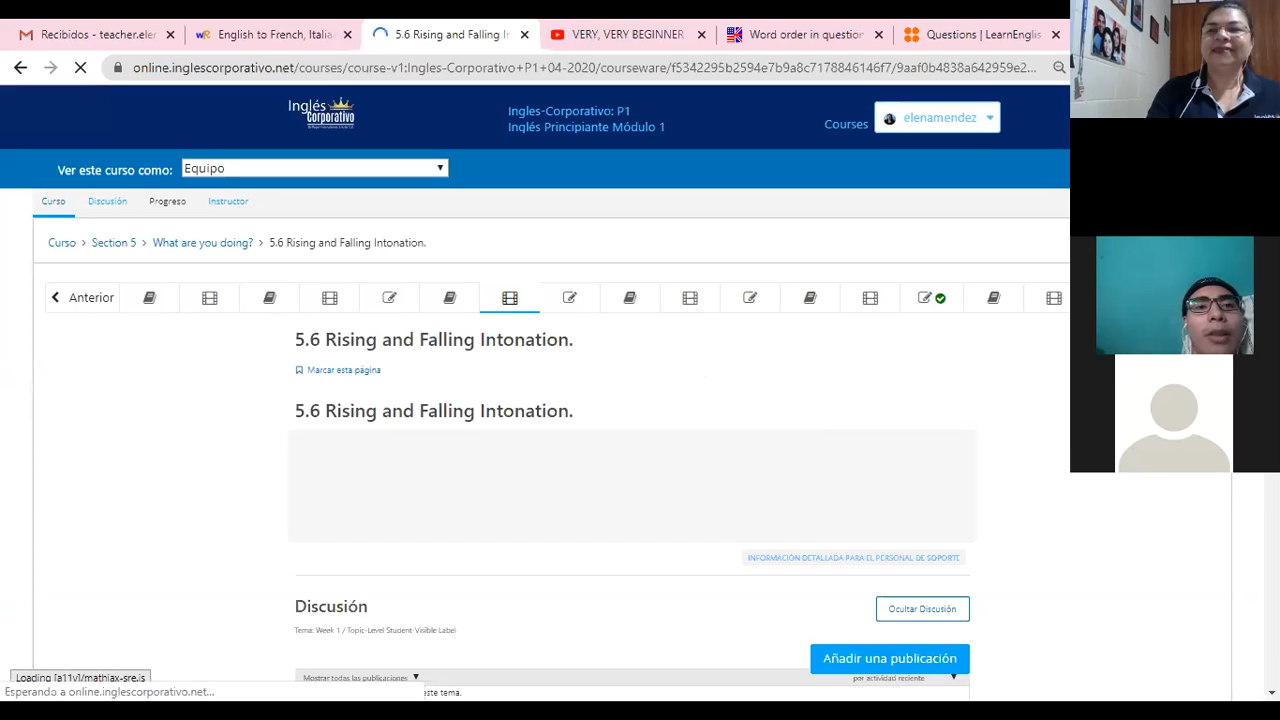 Recibidos - teacher.eler
English to French, Italia
5.6 Rising and Falling In
VERY, VERY BEGINNER
Word order in question
Questions | LearnEnglis
online.inglescorporativo.net/courses/course-v1:Ingles-Corporativo+P1+04-2020/courseware/f5342295b2594e7b9a8c7178846146f7/9aaf0b4838a642959e2...
Inglés
Corporativo
Ingles-Corporativo: P1
Inglés Principiante Módulo 1
Courses
elenamendez
Ver este curso como:
Equipo
Curso
Discusión
Progreso
Instructor
Curso > Section 5 > What are you doing? > 5.6 Rising and Falling Intonation.
Anterior
5.6 Rising and Falling Intonation.
Marcar esta página
5.6 Rising and Falling Intonation.
INFORMACIÓN DETALLADA PARA EL PERSONAL DE SOPORTE
Discusión
Ocultar Discusión
Tema: Week 1 / Topic-Level Student-Visible Label
Añadir una publicación
Loading [a11y]/mathjax-sre.js
Mostrar todas las publicaciones
por actividad reciente
Esperando a online.inglescorporativo.net...
este tema.